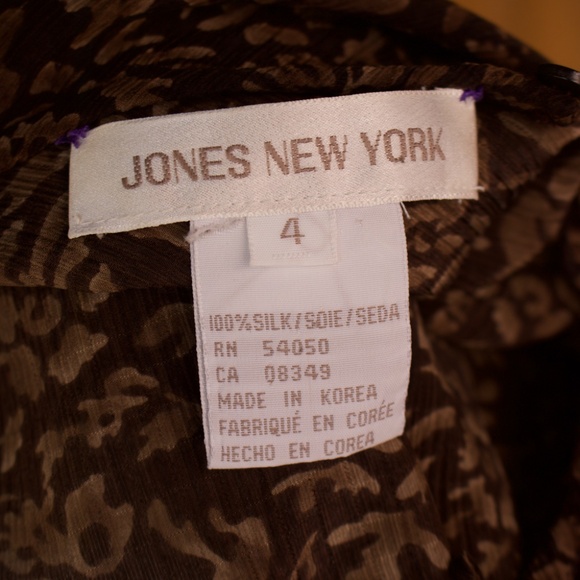 JONES NEW YORK
4
100%SILK/SOIE/SEDA
RN 54050
CA 08349
MADE IN KOREA
FABRIQUÉ EN CORÉE
HECHO EN COREA